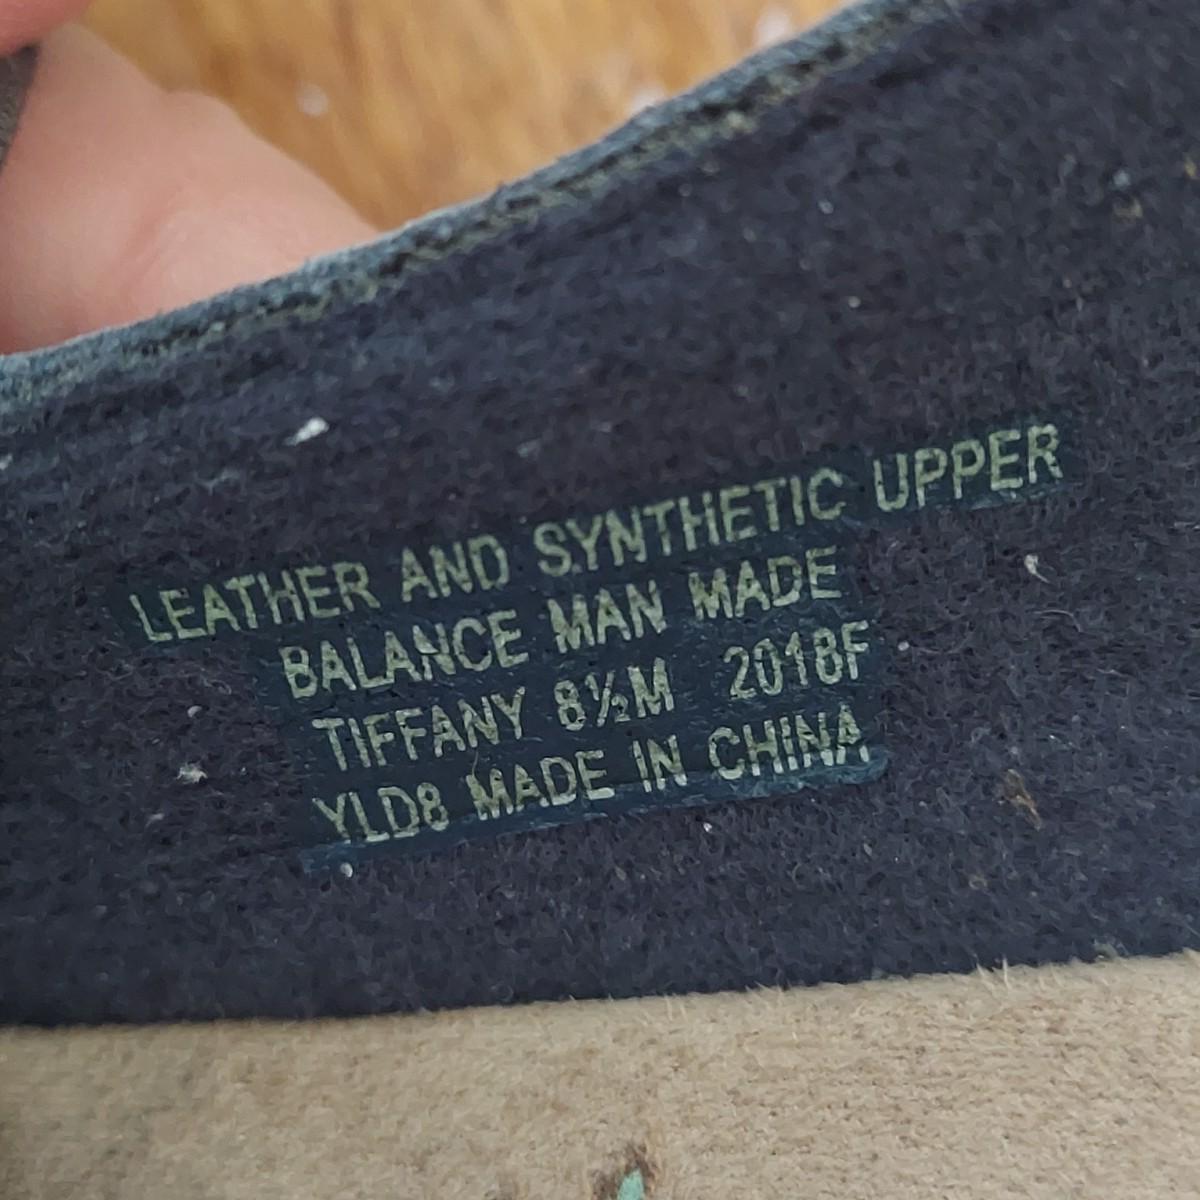 LEATHER AND SYNTHETIC UPPER
BALANCE MAN MADE
TIFFANY 8½M 2018F
YLD8 MADE IN CHINA